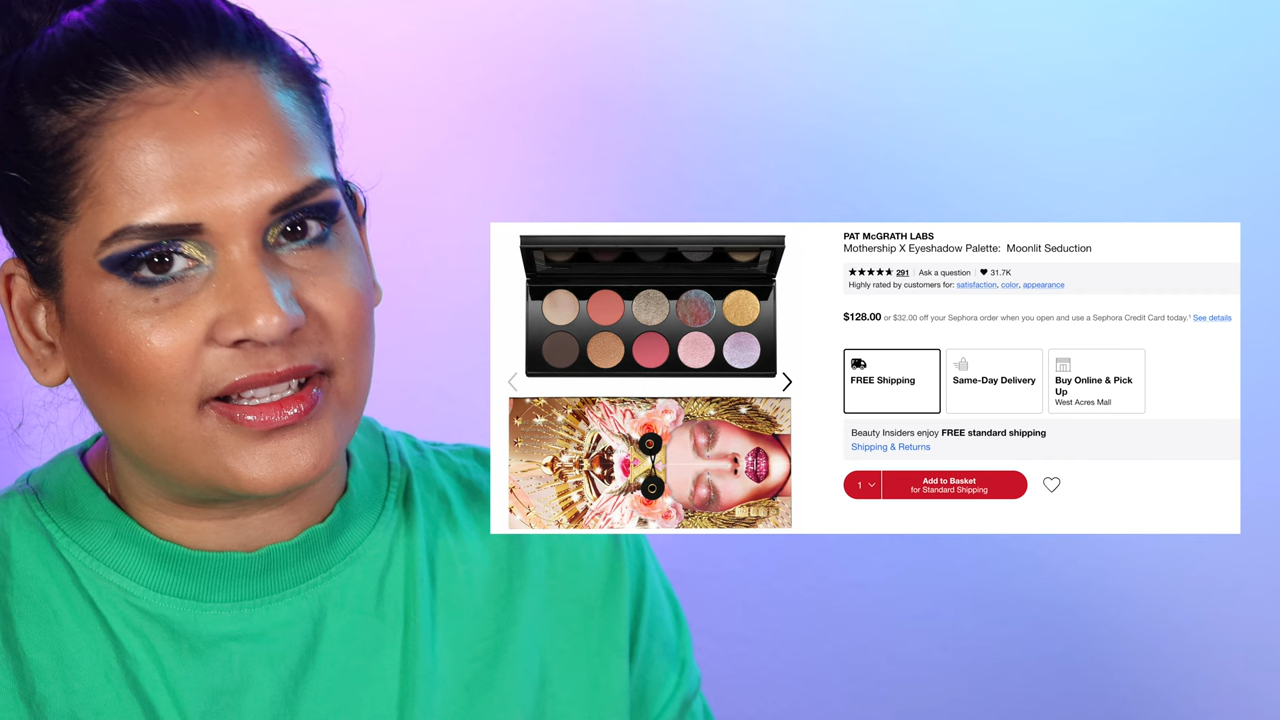 PAT McGRATH LABS
Mothership X Eyeshadow Palette: Moonlit Seduction
★★★★★ 291 | Ask a question | ♥ 31.7K
Highly rated by customers for: satisfaction, color, appearance
$128.00 or $32.00 off your Sephora order when you open and use a Sephora Credit Card today.¹ See details
FREE Shipping
Same-Day Delivery
Buy Online & Pick
Up
West Acres Mall
Beauty Insiders enjoy FREE standard shipping
Shipping & Returns
1
Add to Basket
for Standard Shipping